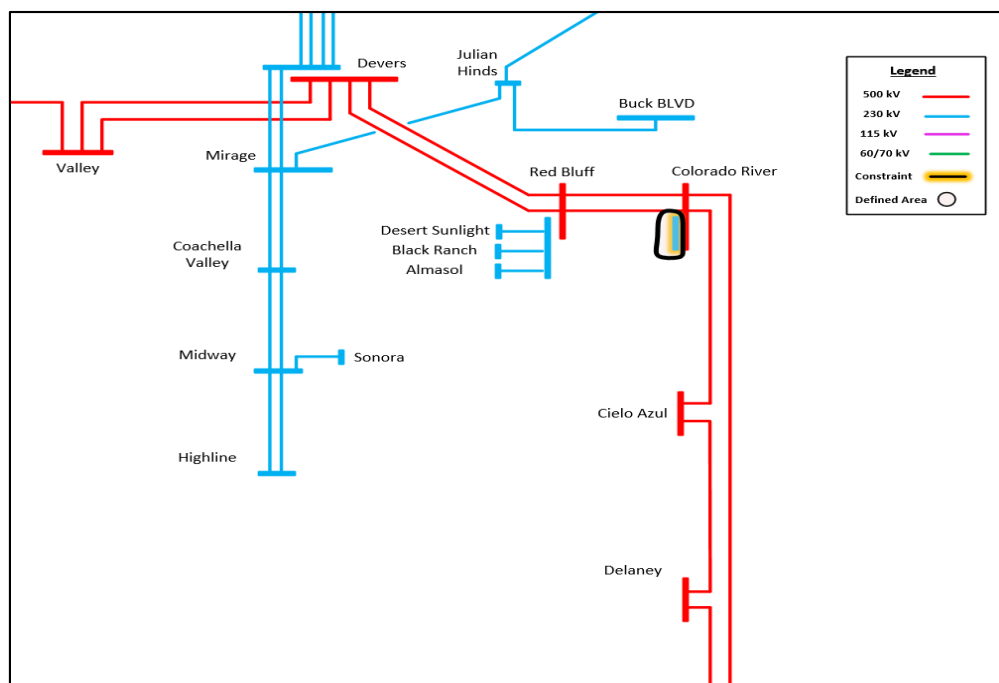 Devers
Julian
Hinds
Buck BLVD
Valley
Mirage
Red Bluff
Colorado River
Desert Sunlight
Black Ranch
Almasol
Coachella
Valley
Midway
Sonora
Cielo Azul
Highline
Delaney
Legend
500 kV
230 kV
115 kV
60/70 kV
Constraint
Defined Area